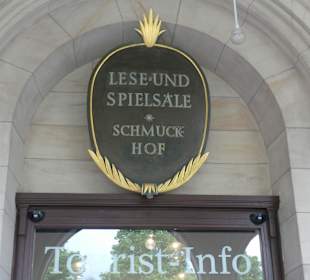 LESE-UND
SPIELSÄLE
SCHMUCK-
HOF
Tourist-Info